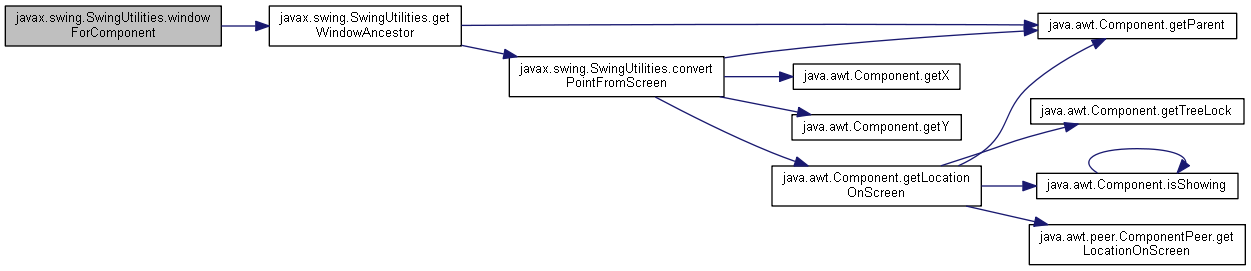 javax.swing.SwingUtilities.window
ForComponent
javax.swing.SwingUtilities.get
WindowAncestor
java.awt.Component.getParent
javax.swing.SwingUtilities.convert
PointFromScreen
java.awt.Component.getX
java.awt.Component.getY
java.awt.Component.getTreeLock
java.awt.Component.getLocation
OnScreen
java.awt.Component.isShowing
java.awt.peer.ComponentPeer.get
LocationOnScreen